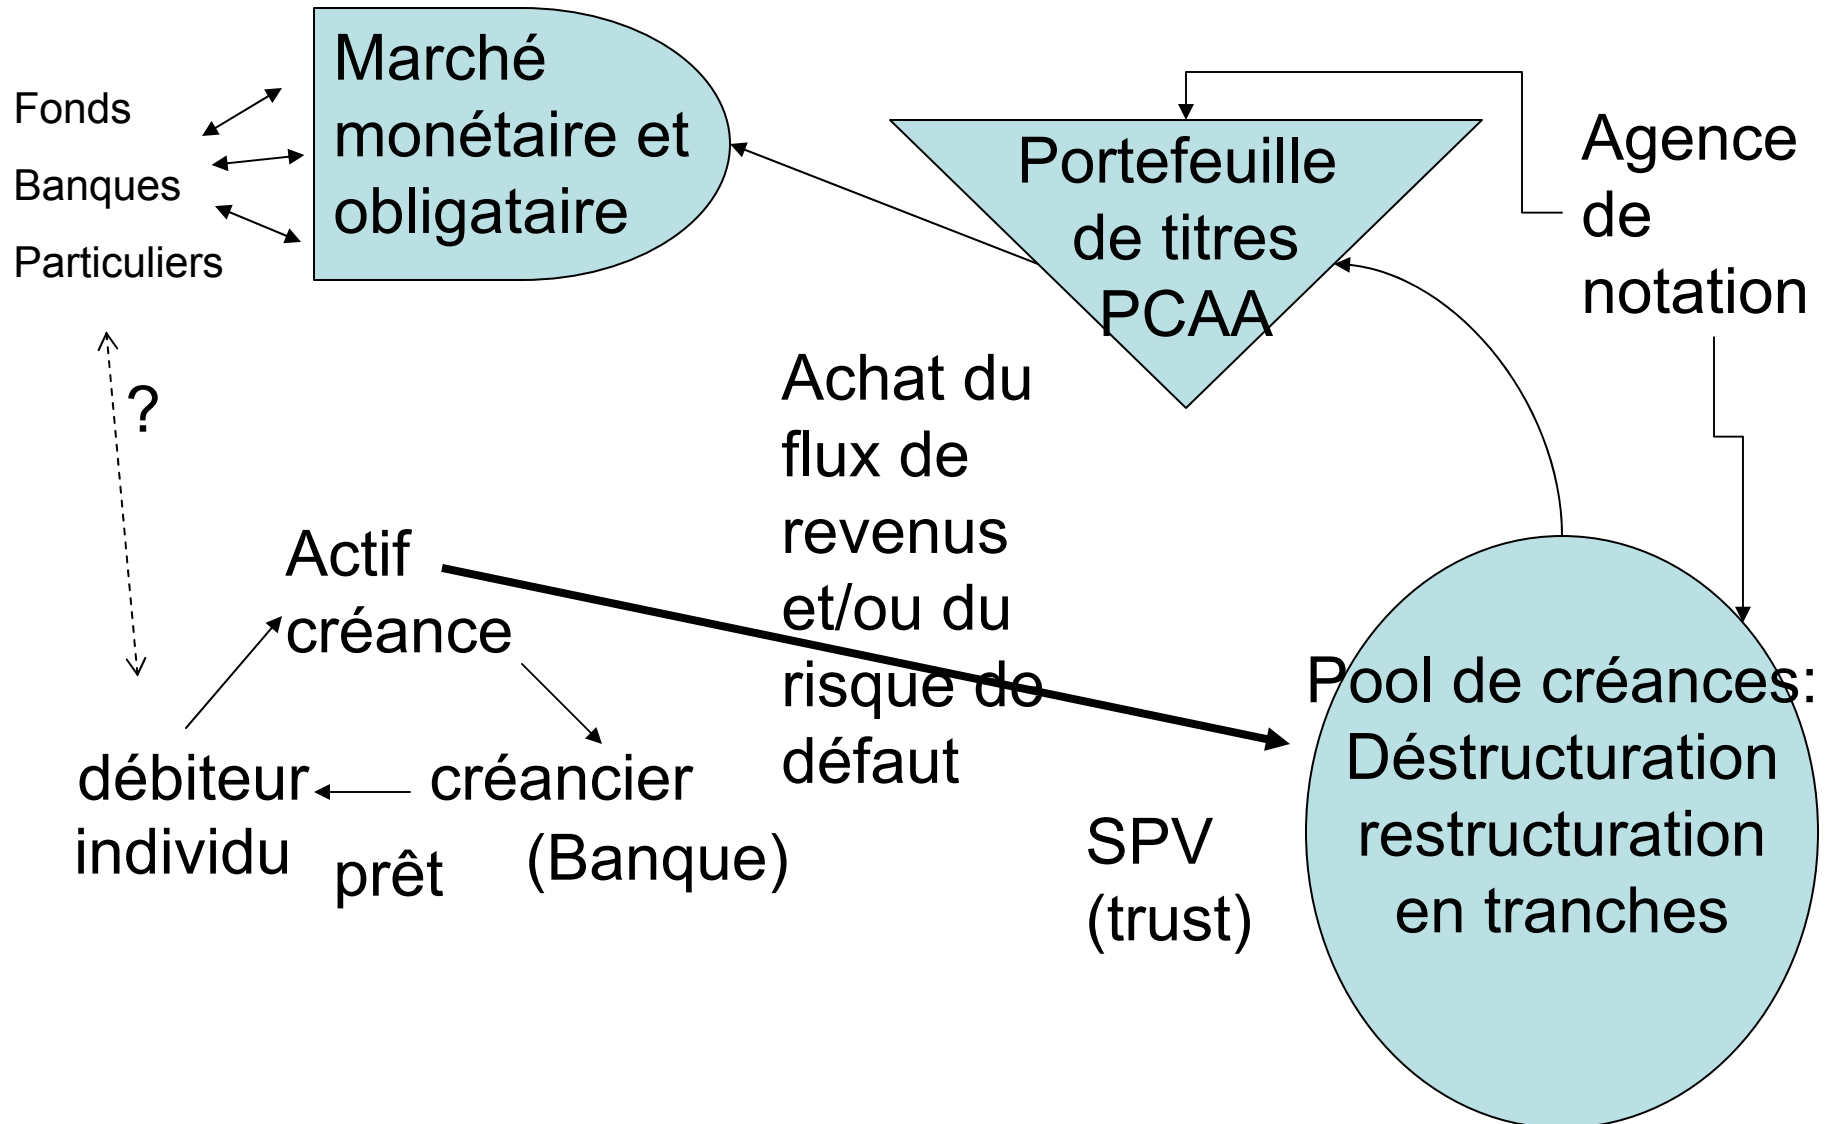 Marché
monétaire et
obligataire
Fonds
Banques
Particuliers
Portefeuille
de titres
PCAA
Agence
de
notation
?
Achat du
flux de
revenus
et/ou du
risque de
défaut
Actif
créance
débiteur
individu
prêt
créancier
(Banque)
SPV
(trust)
Pool de créances:
Déstructuration
restructuration
en tranches